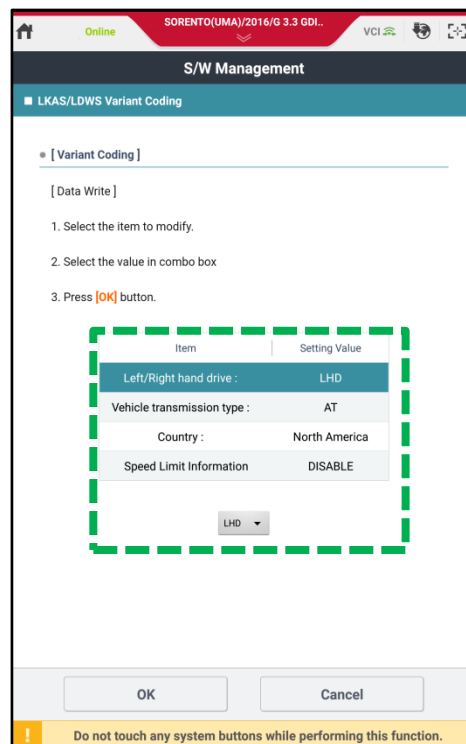 Online
SORENTO(UMA)/2016/G 3.3 GDI..
VCI
S/W Management
■ LKAS/LDWS Variant Coding
[ Variant Coding ]
[ Data Write ]
1. Select the item to modify.
2. Select the value in combo box
3. Press [OK] button.
Item Setting Value
Left/Right hand drive : LHD
Vehicle transmission type : AT
Country : North America
Speed Limit Information DISABLE
LHD
OK Cancel
! Do not touch any system buttons while performing this function.